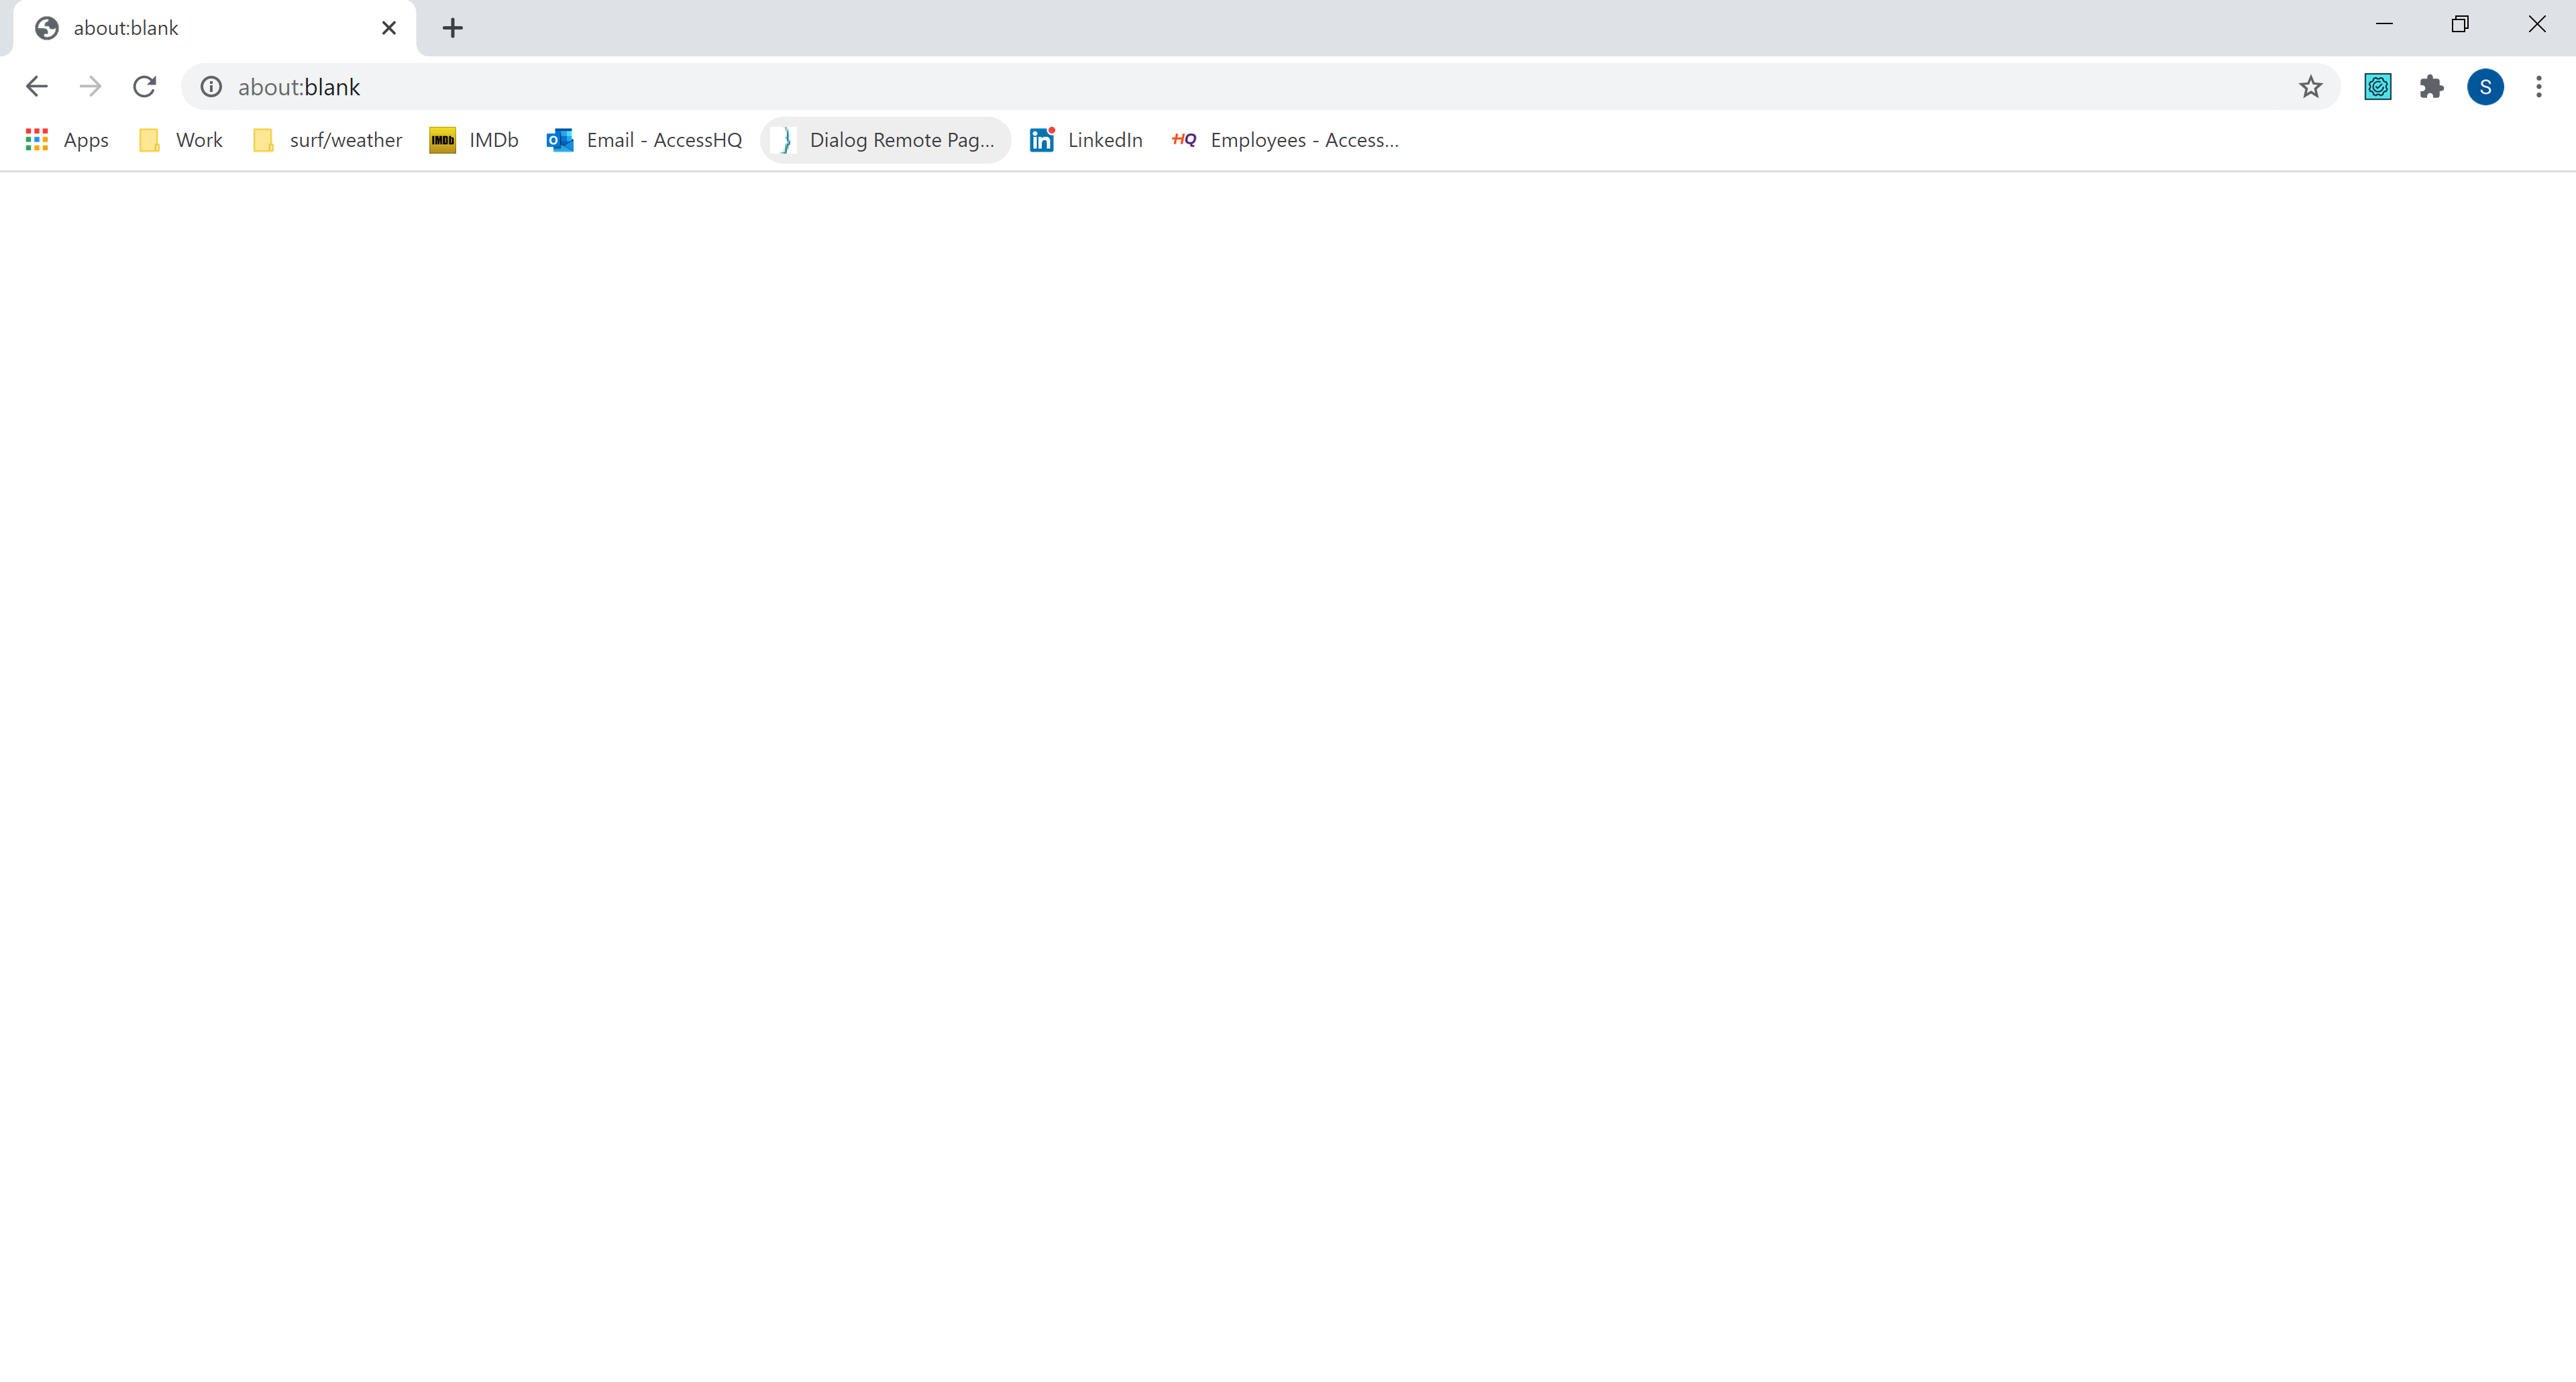 about:blank
about:blank
Apps Work surf/weather IMDb IMDb Email - AccessHQ Dialog Remote Pag... in LinkedIn HQ Employees - Access...
S